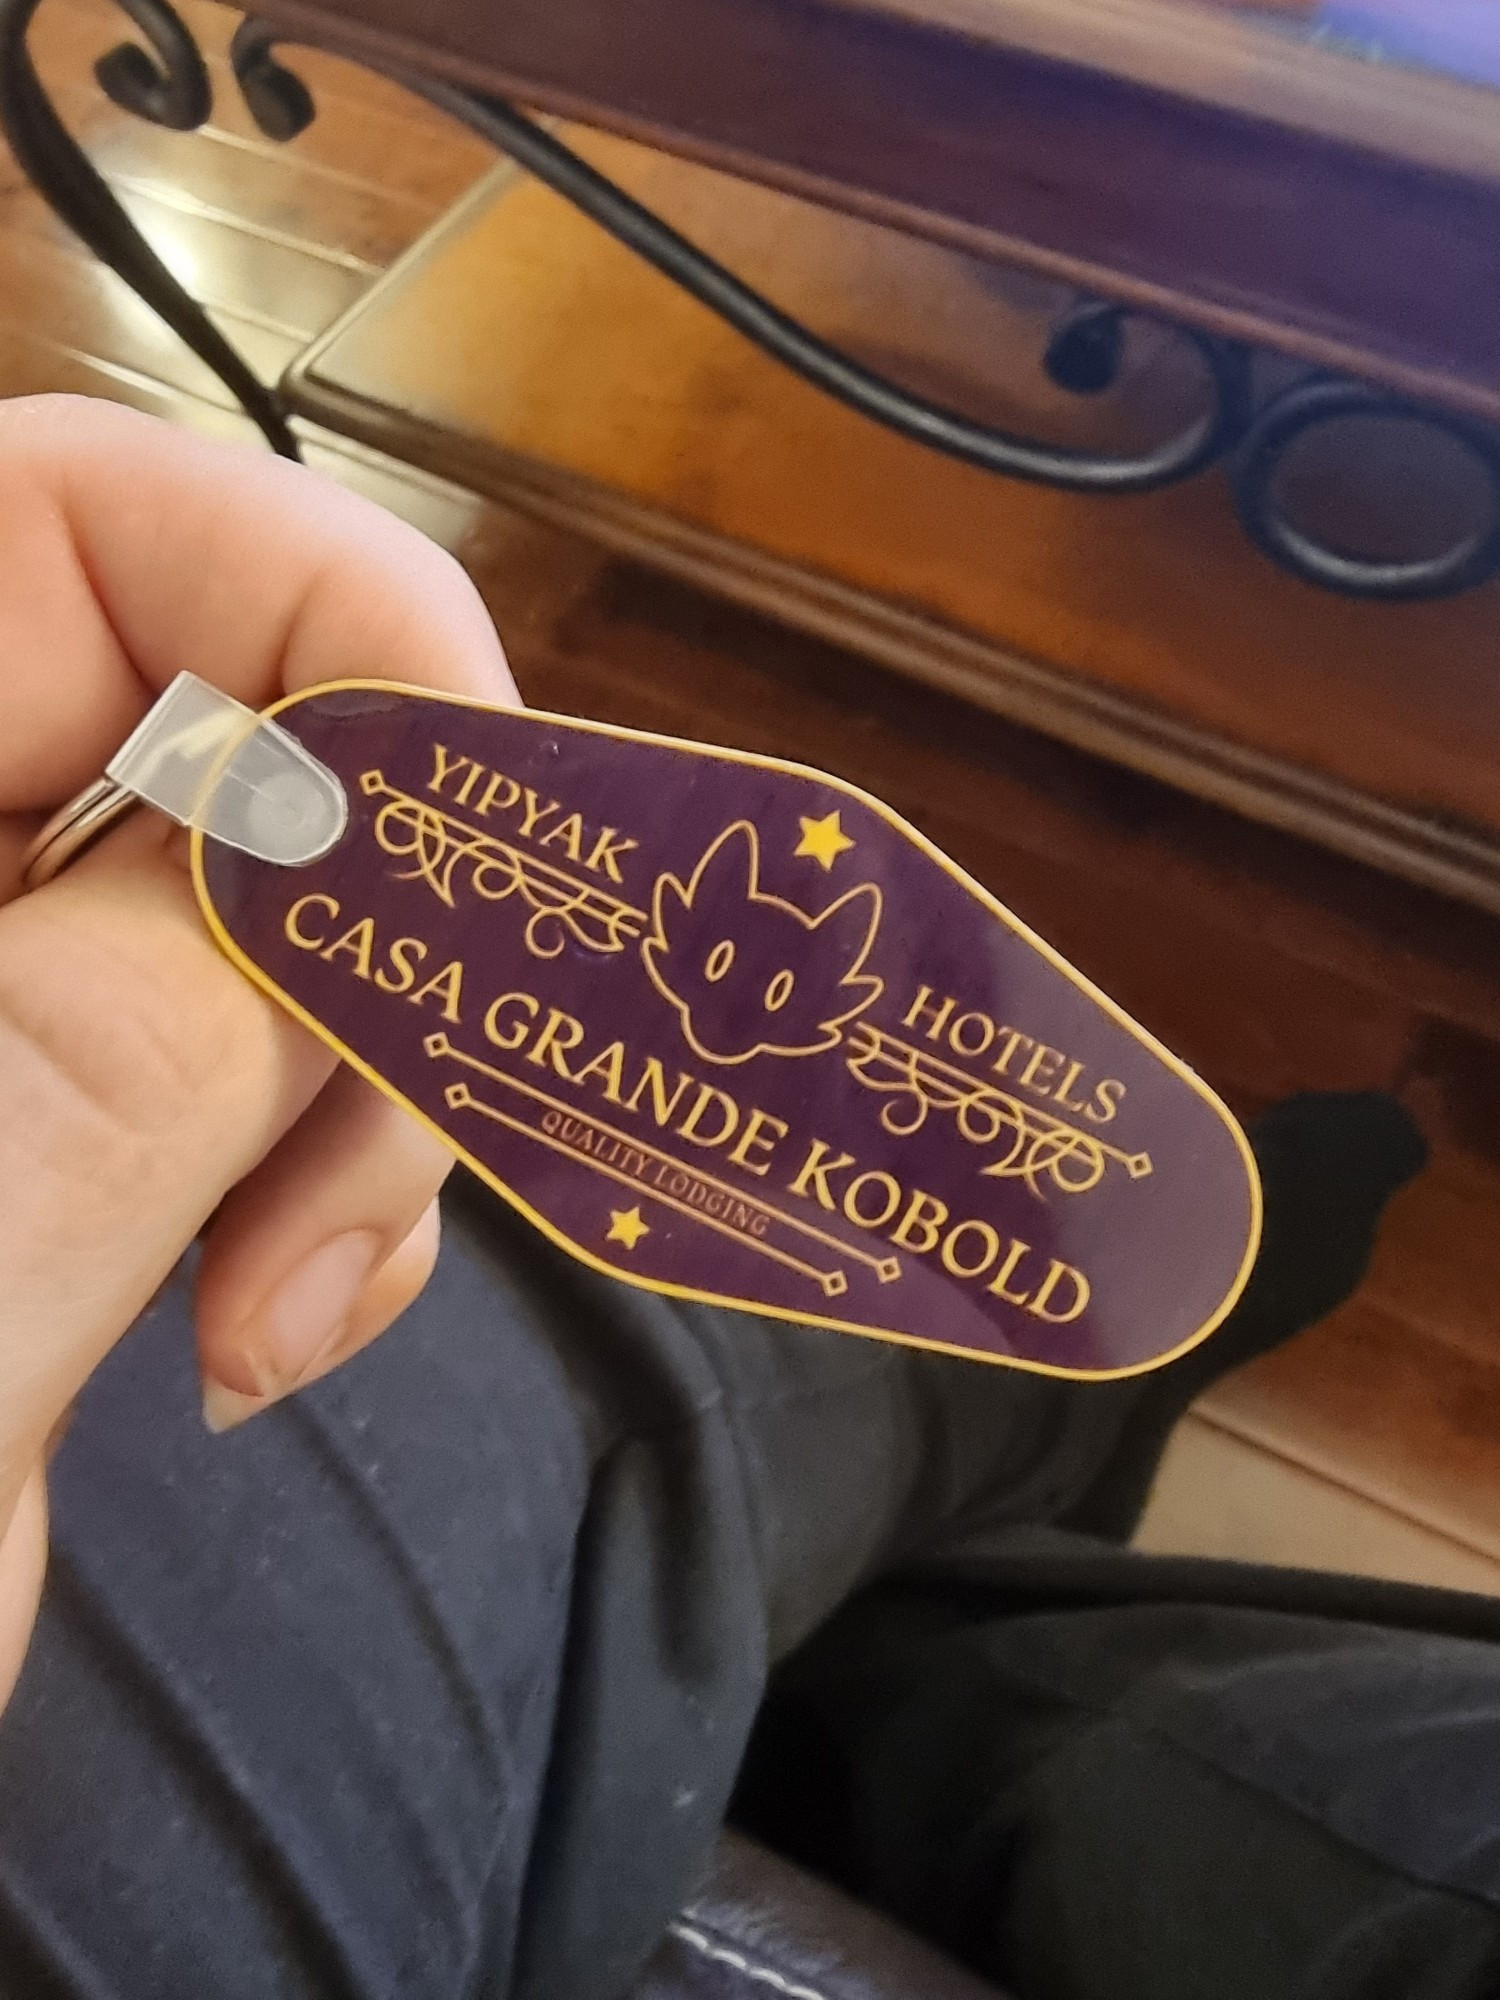 YIPYAK HOTELS
CASA GRANDE KOBOLD
QUALITY LODGING